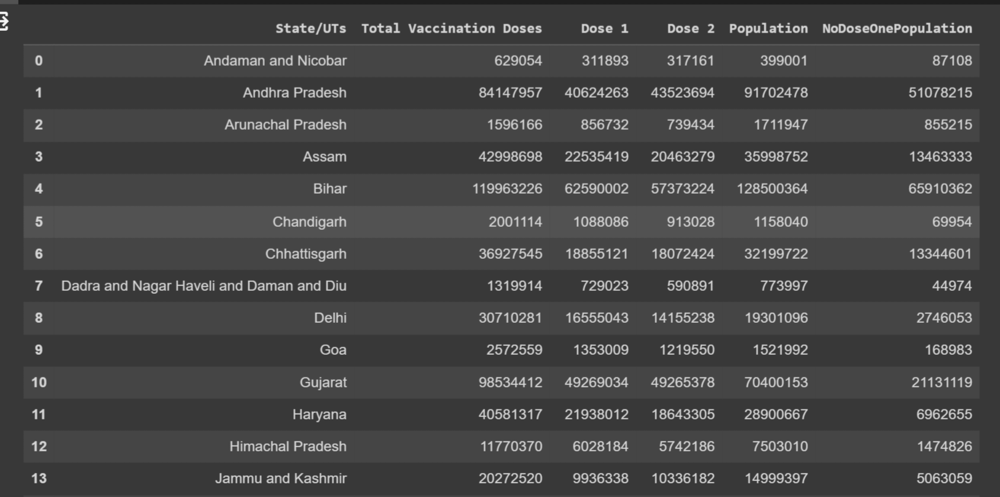 State/UTs Total Vaccination Doses Dose 1 Dose 2 Population NoDoseOnePopulation
0 Andaman and Nicobar 629054 311893 317161 399001 87108
1 Andhra Pradesh 84147957 40624263 43523694 91702478 51078215
2 Arunachal Pradesh 1596166 856732 739434 1711947 855215
3 Assam 42998698 22535419 20463279 35998752 13463333
4 Bihar 119963226 62590002 57373224 128500364 65910362
5 Chandigarh 2001114 1088086 913028 1158040 69954
6 Chhattisgarh 36927545 18855121 18072424 32199722 13344601
7 Dadra and Nagar Haveli and Daman and Diu 1319914 729023 590891 773997 44974
8 Delhi 30710281 16555043 14155238 19301096 2746053
9 Goa 2572559 1353009 1219550 1521992 168983
10 Gujarat 98534412 49269034 49265378 70400153 21131119
11 Haryana 40581317 21938012 18643305 28900667 6962655
12 Himachal Pradesh 11770370 6028184 5742186 7503010 1474826
13 Jammu and Kashmir 20272520 9936338 10336182 14999397 5063059